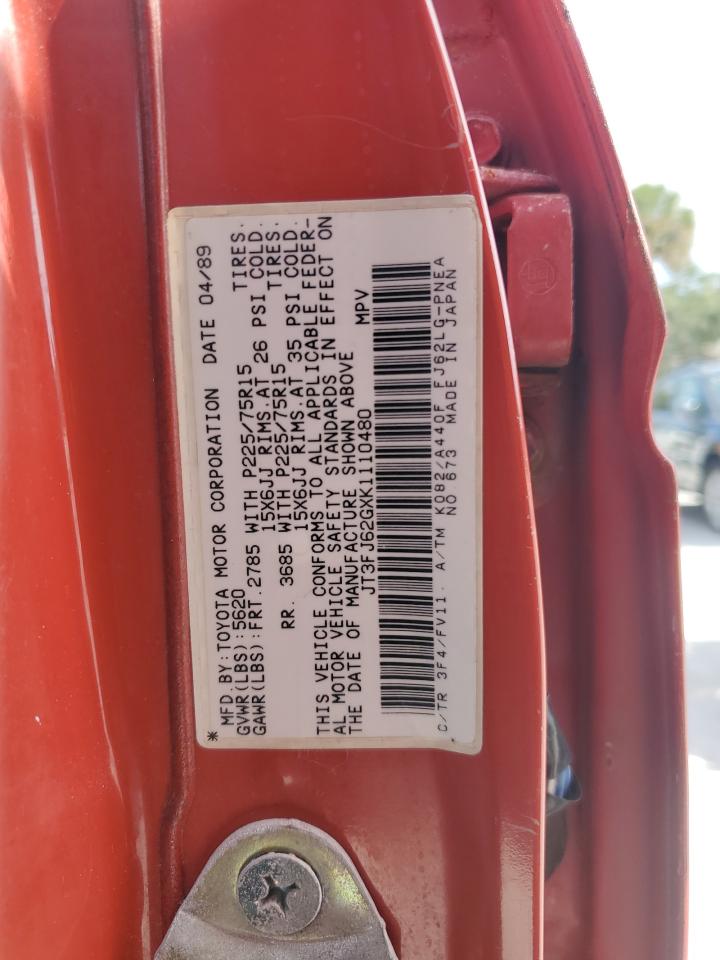 * MFD.BY:TOYOTA MOTOR CORPORATION DATE 04/89
GVWR(LBS):5620
GAWR(LBS):FRT.2785 WITH P225/75R15 TIRES.
15X6JJ RIMS.AT 26 PSI COLD.
RR. 3685 WITH P225/75R15 TIRES.
15X6JJ RIMS.AT 35 PSI COLD.
THIS VEHICLE CONFORMS TO ALL APPLICABLE FEDER-
AL MOTOR VEHICLE SAFETY STANDARDS IN EFFECT ON
THE DATE OF MANUFACTURE SHOWN ABOVE
JT3FJ62GXK1110480 MPV
C/TR 3F4/FV11. A/TM K082/A440F FJ62LG-PNEA
NO.673 MADE IN JAPAN